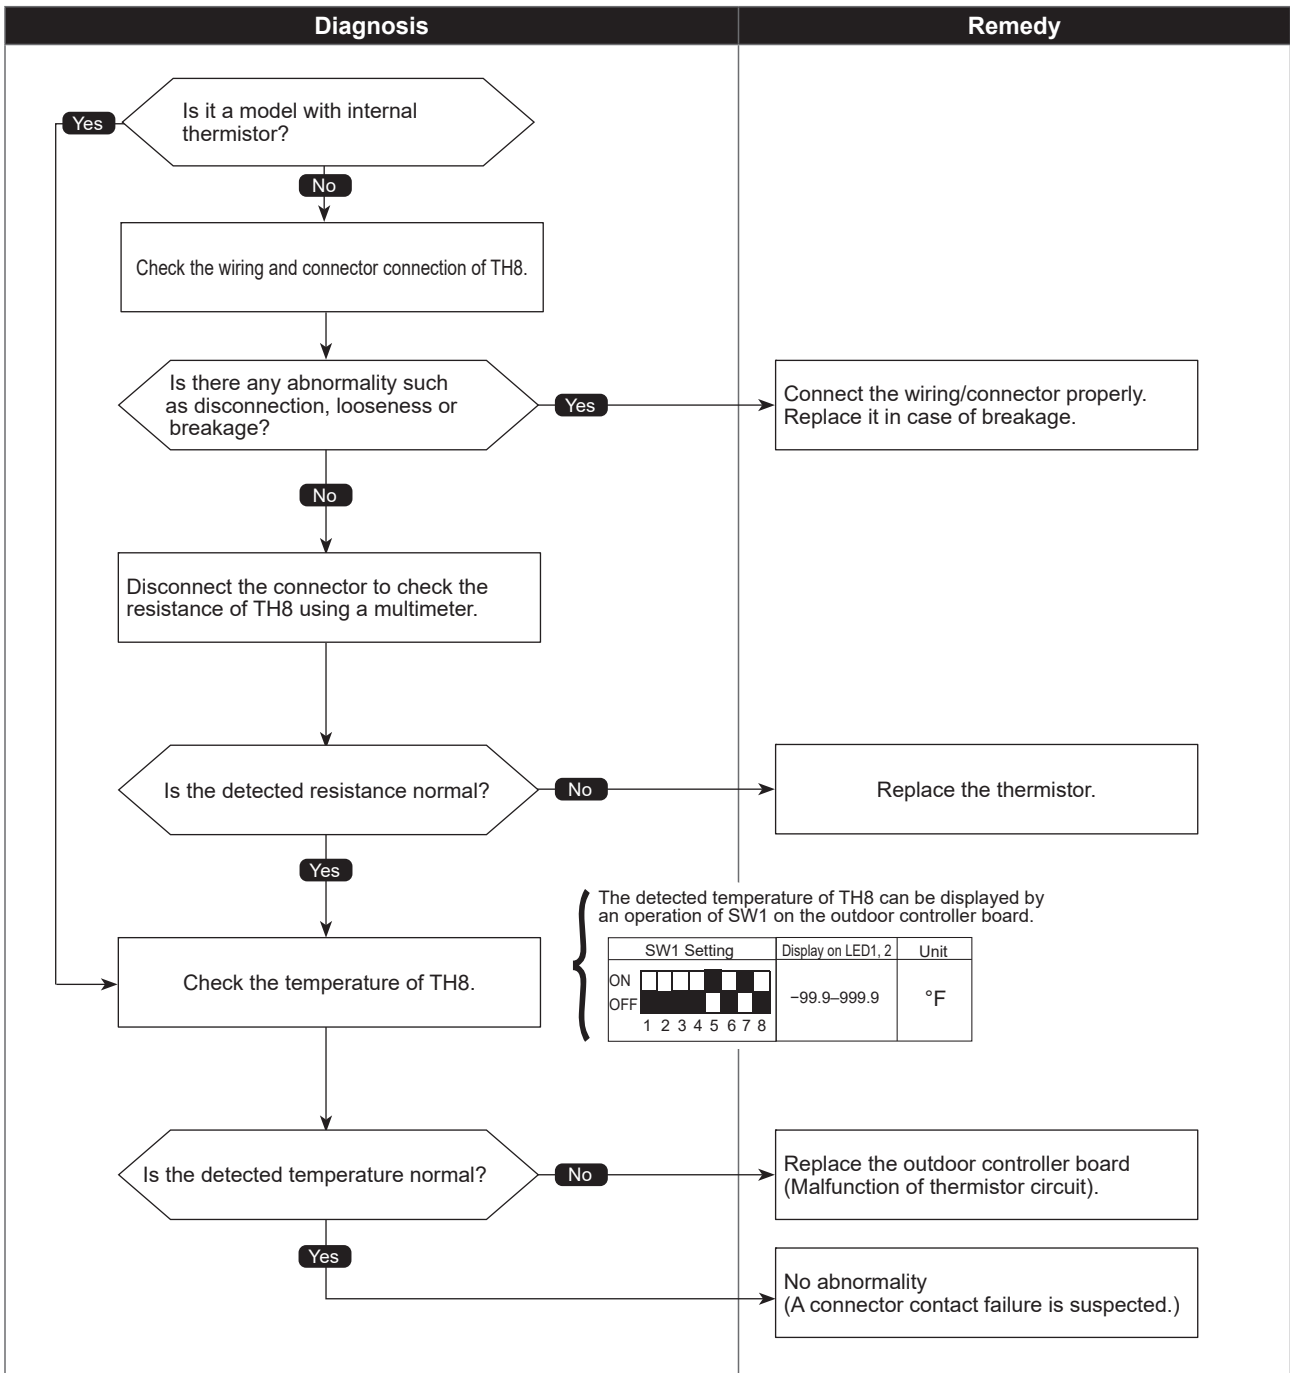 Diagnosis
Remedy
Is it a model with internal
thermistor?
Yes
No
Check the wiring and connector connection of TH8.
Is there any abnormality such
as disconnection, looseness or
breakage?
Yes
Connect the wiring/connector properly.
Replace it in case of breakage.
No
Disconnect the connector to check the
resistance of TH8 using a multimeter.
Is the detected resistance normal?
No
Replace the thermistor.
Yes
The detected temperature of TH8 can be displayed by
an operation of SW1 on the outdoor controller board.
SW1 Setting
Display on LED1, 2
Unit
ON
OFF
1 2 3 4 5 6 7 8
−99.9–999.9
°F
Check the temperature of TH8.
Is the detected temperature normal?
No
Replace the outdoor controller board
(Malfunction of thermistor circuit).
Yes
No abnormality
(A connector contact failure is suspected.)